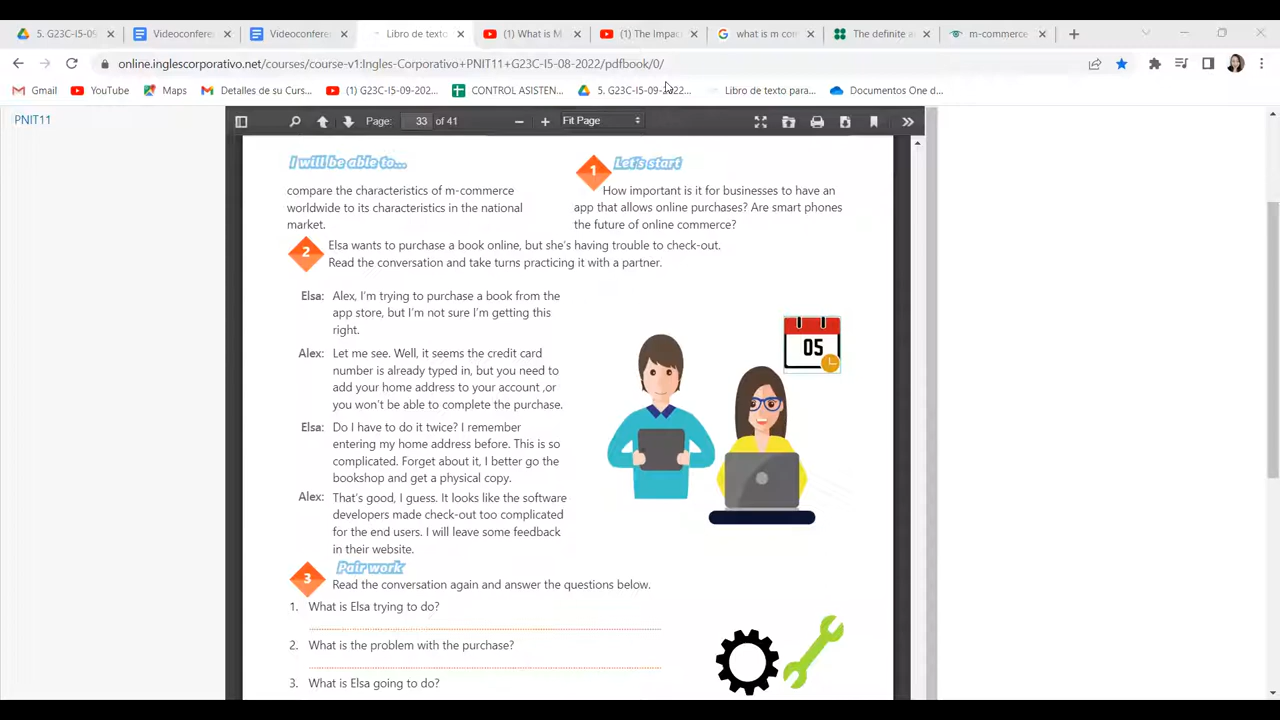 5. G23C-I5-09-
Videoconferen
Videoconferen
Libro de texto
(1) What is M
(1) The Impac
what is m com
The definite a
m-commerce
online.inglescorporativo.net/courses/course-v1:Ingles-Corporativo+PNIT11+G23C-I5-08-2022/pdfbook/0/
Gmail
YouTube
Maps
Detalles de su Curs...
(1) G23C-I5-09-202...
CONTROL ASISTEN...
5. G23C-I5-09-2022...
Libro de texto para...
Documentos One d...
PNIT11
Page:
33
of 41
Fit Page
I will be able to...
compare the characteristics of m-commerce
worldwide to its characteristics in the national
market.
1
Let's start
How important is it for businesses to have an
app that allows online purchases? Are smart phones
the future of online commerce?
2
Elsa wants to purchase a book online, but she's having trouble to check-out.
Read the conversation and take turns practicing it with a partner.
Elsa: Alex, I'm trying to purchase a book from the
app store, but I'm not sure I'm getting this
right.
Alex: Let me see. Well, it seems the credit card
number is already typed in, but you need to
add your home address to your account ,or
you won't be able to complete the purchase.
Elsa: Do I have to do it twice? I remember
entering my home address before. This is so
complicated. Forget about it, I better go the
bookshop and get a physical copy.
Alex: That's good, I guess. It looks like the software
developers made check-out too complicated
for the end users. I will leave some feedback
in their website.
05
3
Pair work
Read the conversation again and answer the questions below.
1. What is Elsa trying to do?
2. What is the problem with the purchase?
3. What is Elsa going to do?